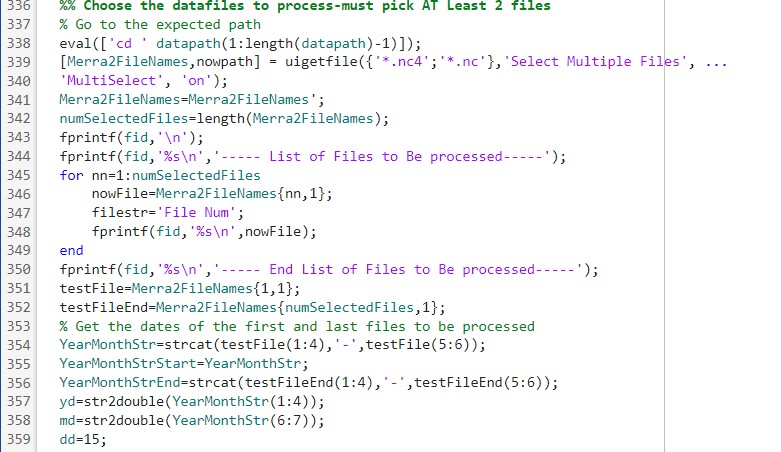 336 %% Choose the datafiles to process-must pick AT Least 2 files
337 % Go to the expected path
338 eval(['cd ' datapath(1:length(datapath)-1)]);
339 [Merra2FileNames,nowpath] = uigetfile({'*.nc4';'*.nc'},'Select Multiple Files', ...
340 'MultiSelect', 'on');
341 Merra2FileNames=Merra2FileNames';
342 numSelectedFiles=length(Merra2FileNames);
343 fprintf(fid,'\n');
344 fprintf(fid,'%s\n','----- List of Files to Be processed-----');
345 for nn=1:numSelectedFiles
346     nowFile=Merra2FileNames{nn,1};
347     filestr='File Num';
348     fprintf(fid,'%s\n',nowFile);
349 end
350 fprintf(fid,'%s\n','----- End List of Files to Be processed-----');
351 testFile=Merra2FileNames{1,1};
352 testFileEnd=Merra2FileNames{numSelectedFiles,1};
353 % Get the dates of the first and last files to be processed
354 YearMonthStr=strcat(testFile(1:4),'-',testFile(5:6));
355 YearMonthStrStart=YearMonthStr;
356 YearMonthStrEnd=strcat(testFileEnd(1:4),'-',testFileEnd(5:6));
357 yd=str2double(YearMonthStr(1:4));
358 md=str2double(YearMonthStr(6:7));
359 dd=15;